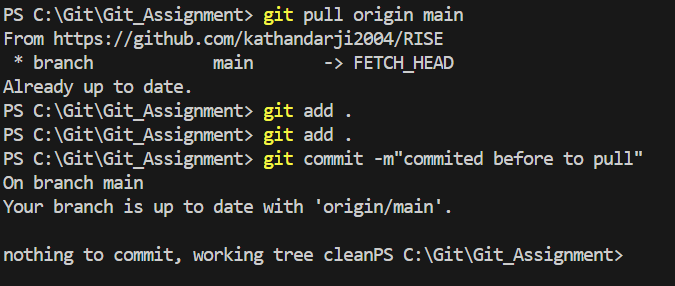 PS C:\Git\Git_Assignment> git pull origin main
From https://github.com/kathandarji2004/RISE
 * branch            main       -> FETCH_HEAD
Already up to date.
PS C:\Git\Git_Assignment> git add .
PS C:\Git\Git_Assignment> git add .
PS C:\Git\Git_Assignment> git commit -m"commited before to pull"
On branch main
Your branch is up to date with 'origin/main'.

nothing to commit, working tree cleanPS C:\Git\Git_Assignment>